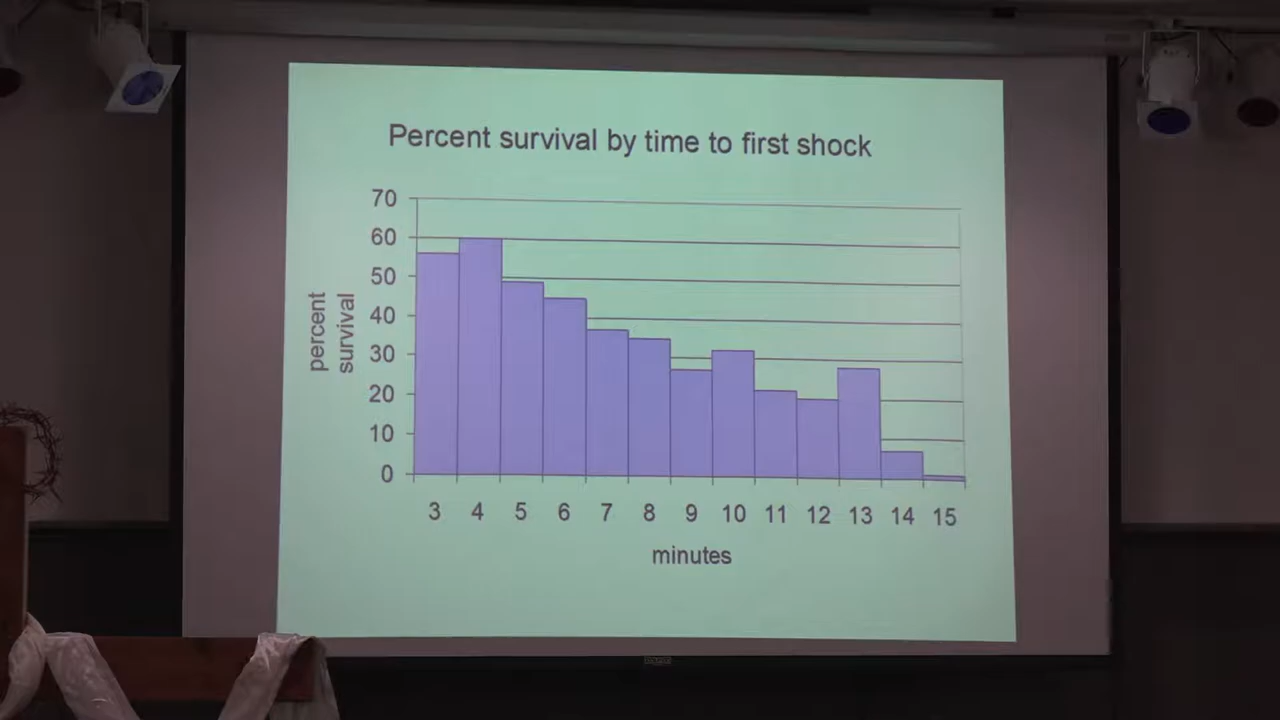 Percent survival by time to first shock
70
60
50
40
30
20
10
0
percent
survival
3 4 5 6 7 8 9 10 11 12 13 14 15
minutes